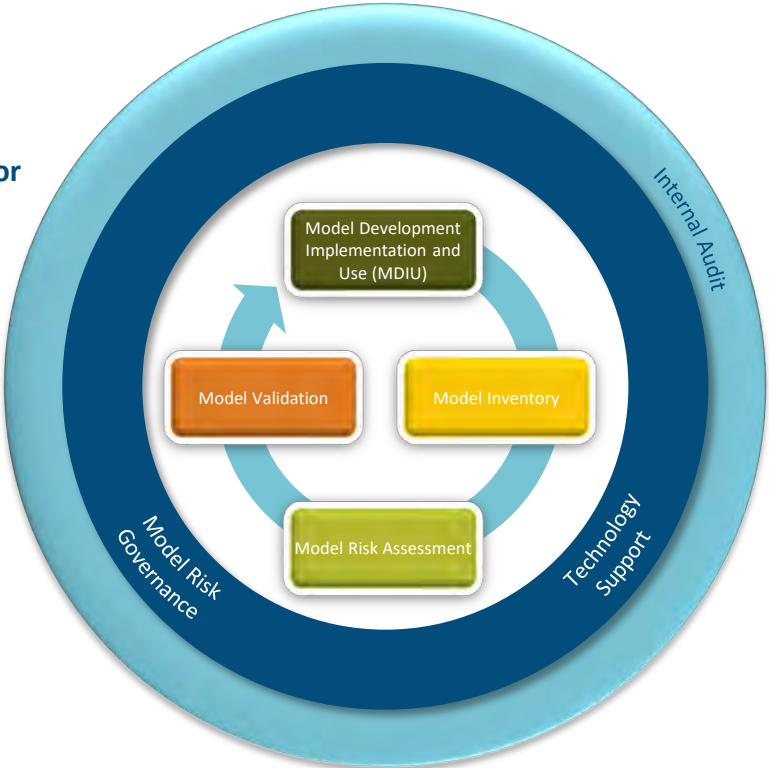 or
Internal Audit
Model Development
Implementation and
Use (MDIU)
Model Validation
Model Inventory
Model Risk Assessment
Model Risk
Governance
Technology
Support